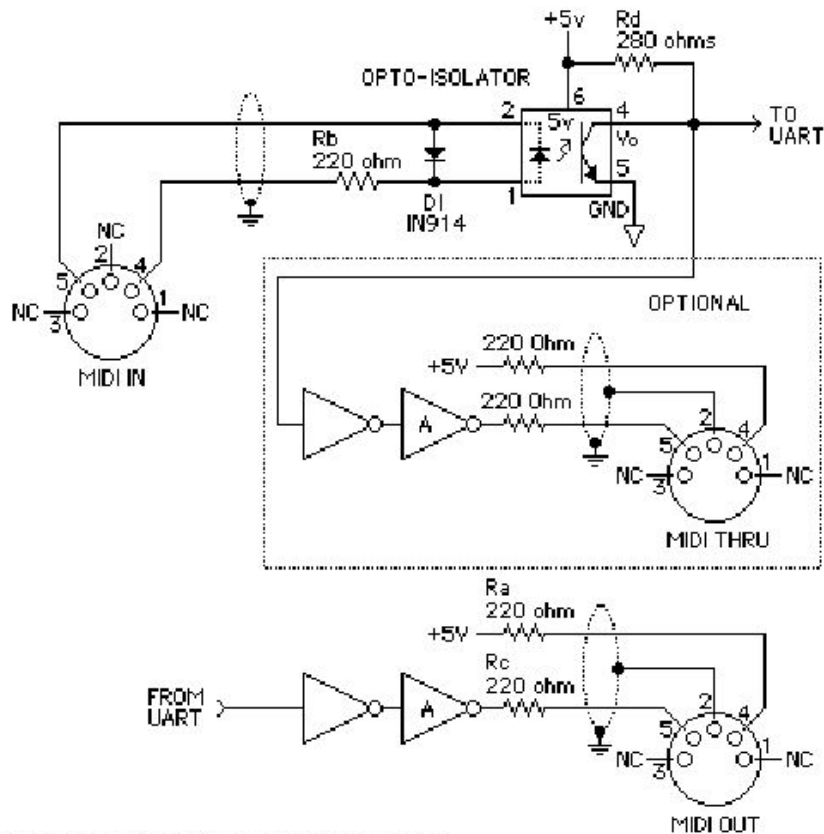 +5v
Rd
280 ohms
OPTO-ISOLATOR
6
2
4
5v
Vo
TO
UART
Rb
220 ohm
1
5
DI
IN914
GND
NC
2
5
4
NC
3
1
NC
MIDI IN
OPTIONAL
220 Ohm
+5V
220 Ohm
A
2
5
4
NC
3
1
NC
MIDI THRU
Ra
220 ohm
+5V
Rc
220 ohm
FROM
UART
A
2
5
4
NC
3
1
NC
MIDI OUT